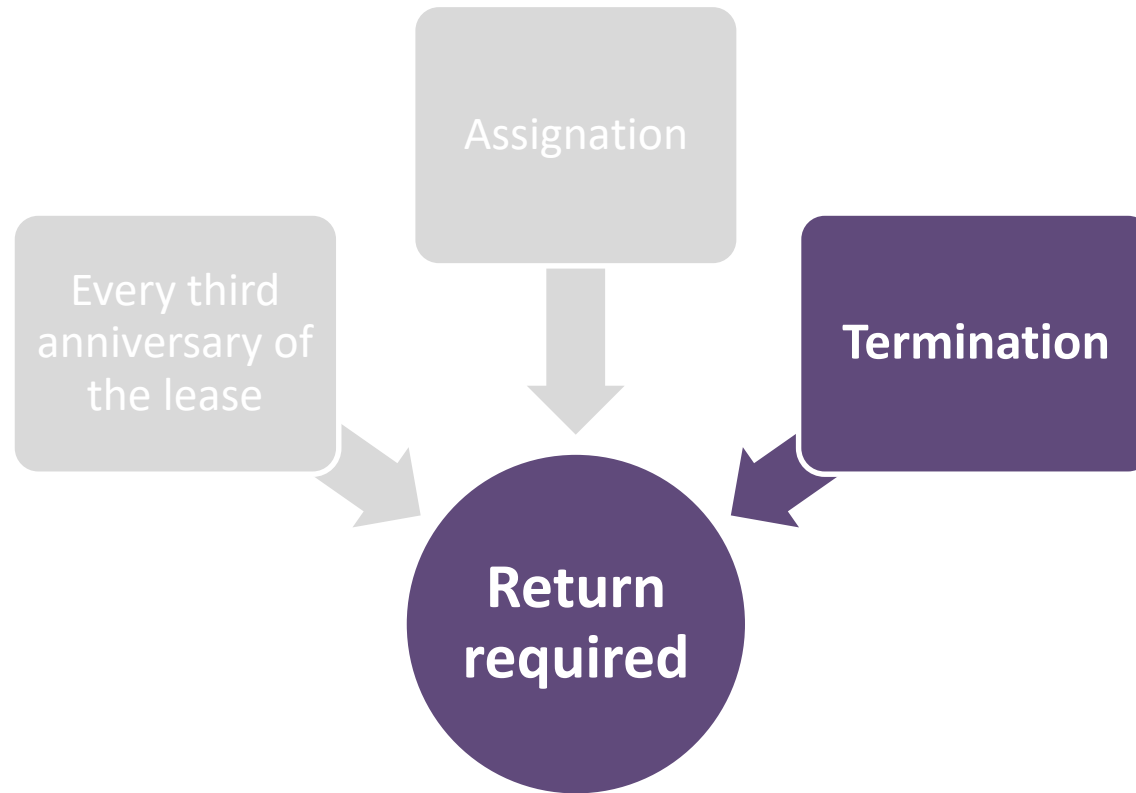 Assignation
Every third
anniversary of
the lease
Termination
Return
required